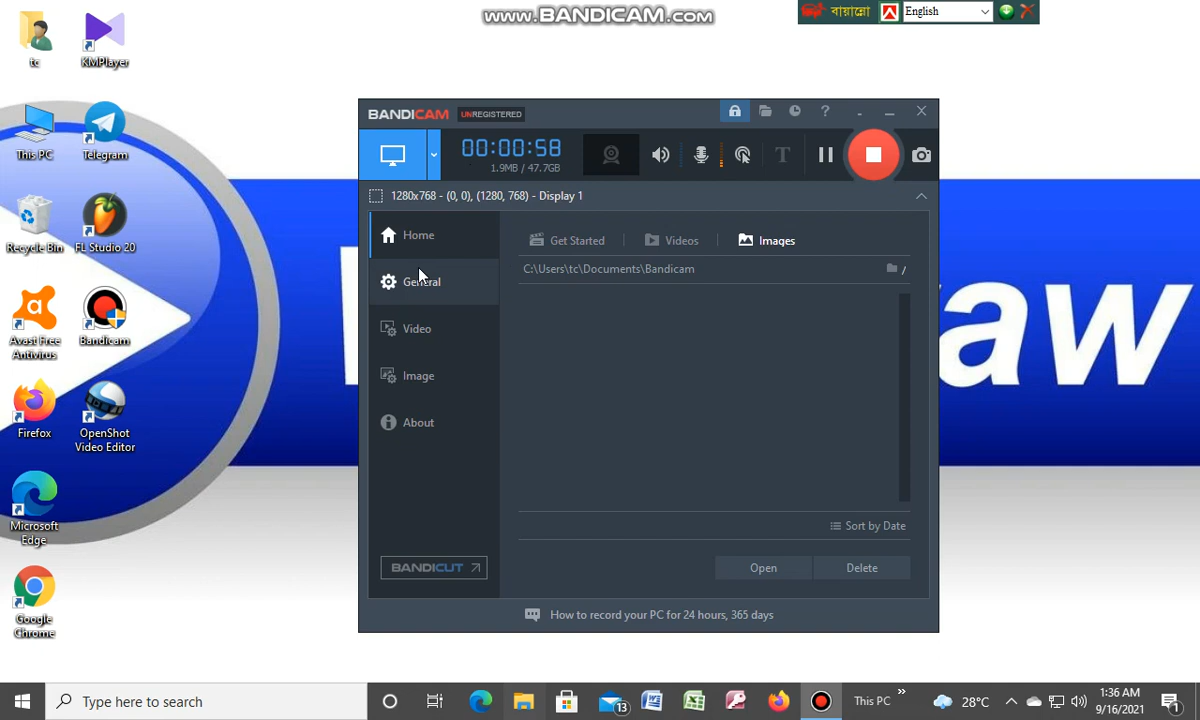 www.BANDICAM.com
বায়ান্নো
English
tc
KMPlayer
This PC
Telegram
Recycle Bin
FL Studio 20
Avast Free
Antivirus
Bandicam
Firefox
OpenShot
Video Editor
Microsoft
Edge
Google
Chrome
aw
BANDICAM UNREGISTERED
?
00:00:58
1.9MB / 47.7GB
T
1280x768 - (0, 0), (1280, 768) - Display 1
Home
General
Video
Image
About
BANDICUT
Get Started
Videos
Images
C:\Users\tc\Documents\Bandicam
/
Sort by Date
Open
Delete
How to record your PC for 24 hours, 365 days
Type here to search
13
This PC
28°C
1:36 AM
9/16/2021
1